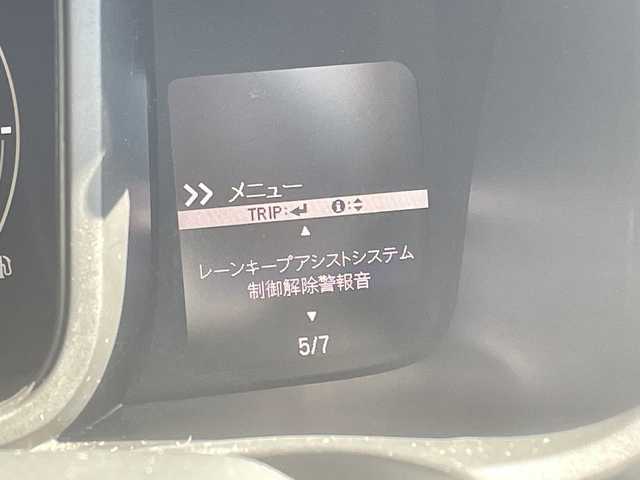 >> メニュー
TRIP:↵ i:
▲
レーンキープアシストシステム
制御解除警報音
▼
5/7